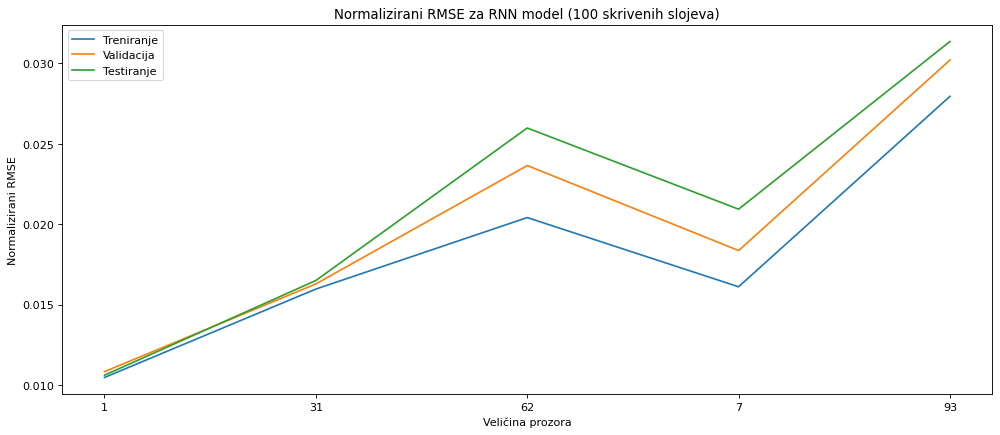 Normalizirani RMSE za RNN model (100 skrivenih slojeva)
Treniranje
Validacija
Testiranje
Normalizirani RMSE
0.030
0.025
0.020
0.015
0.010
1 31 62 7 93
Veličina prozora